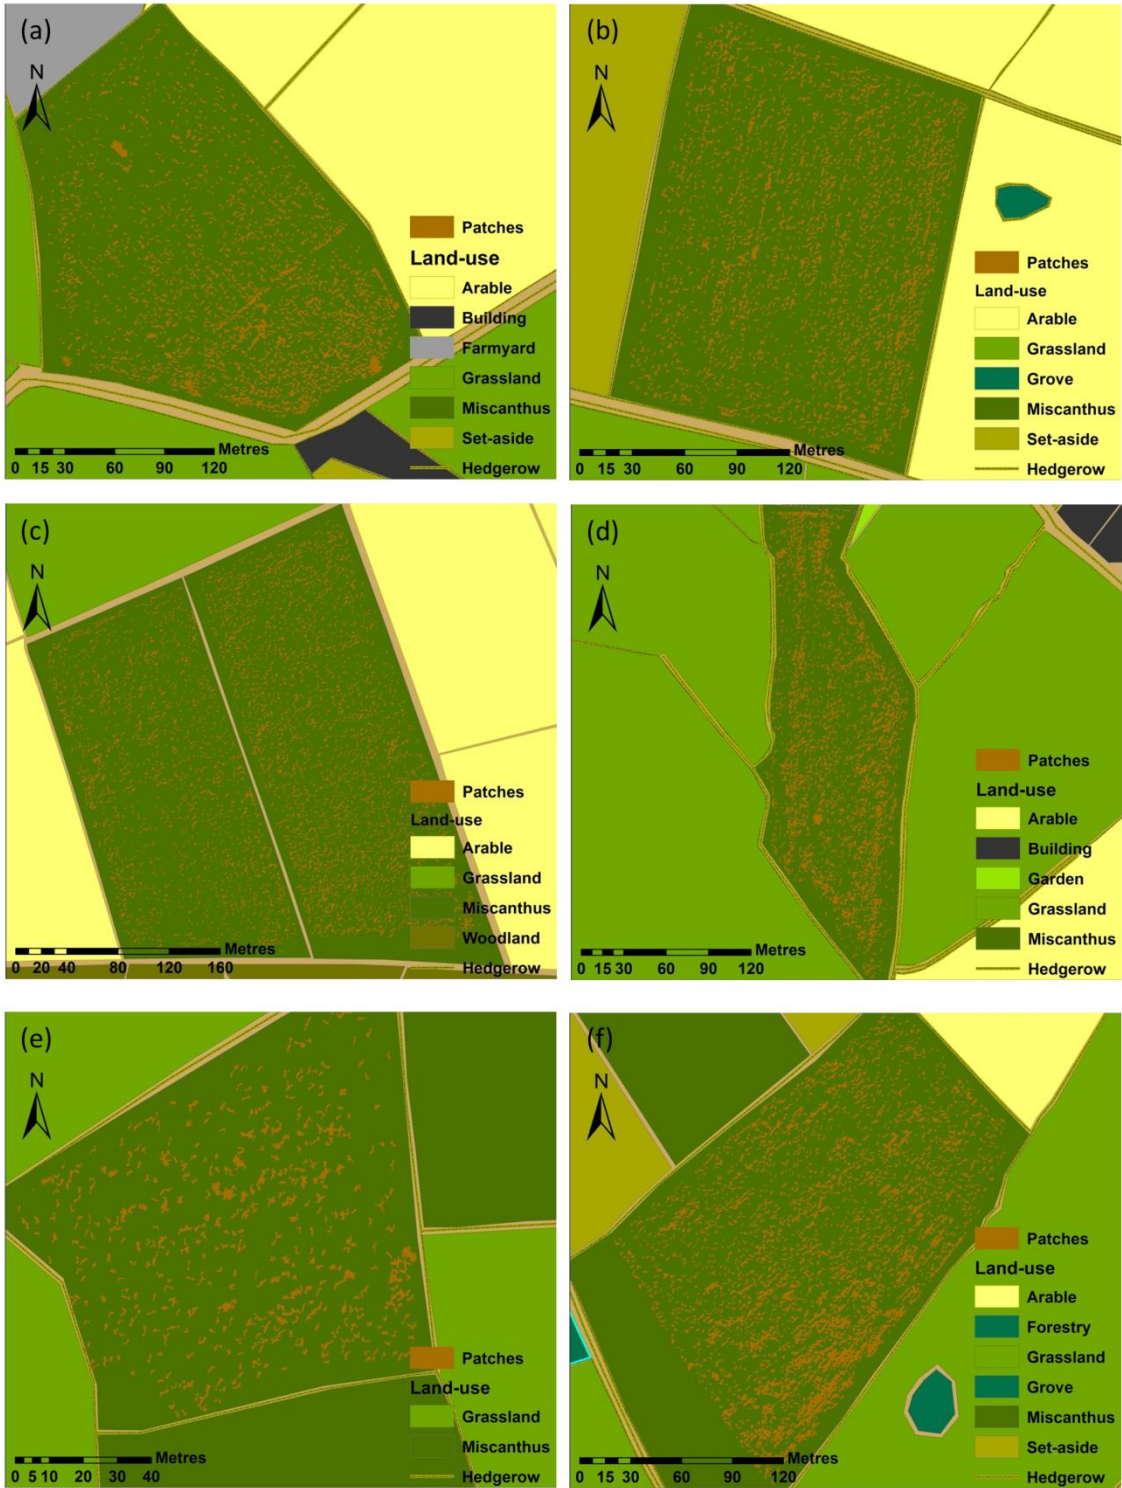 (a)
N
Patches
Land-use
Arable
Building
Farmyard
Grassland
Miscanthus
Set-aside
Hedgerow
Metres
0 15 30 60 90 120
(b)
N
Patches
Land-use
Arable
Grassland
Grove
Miscanthus
Set-aside
Hedgerow
Metres
0 15 30 60 90 120
(c)
N
Patches
Land-use
Arable
Grassland
Miscanthus
Woodland
Hedgerow
Metres
0 20 40 80 120 160
(d)
N
Patches
Land-use
Arable
Building
Garden
Grassland
Miscanthus
Hedgerow
Metres
0 15 30 60 90 120
(e)
N
Patches
Land-use
Grassland
Miscanthus
Hedgerow
Metres
0 5 10 20 30 40
(f)
N
Patches
Land-use
Arable
Forestry
Grassland
Grove
Miscanthus
Set-aside
Hedgerow
Metres
0 15 30 60 90 120